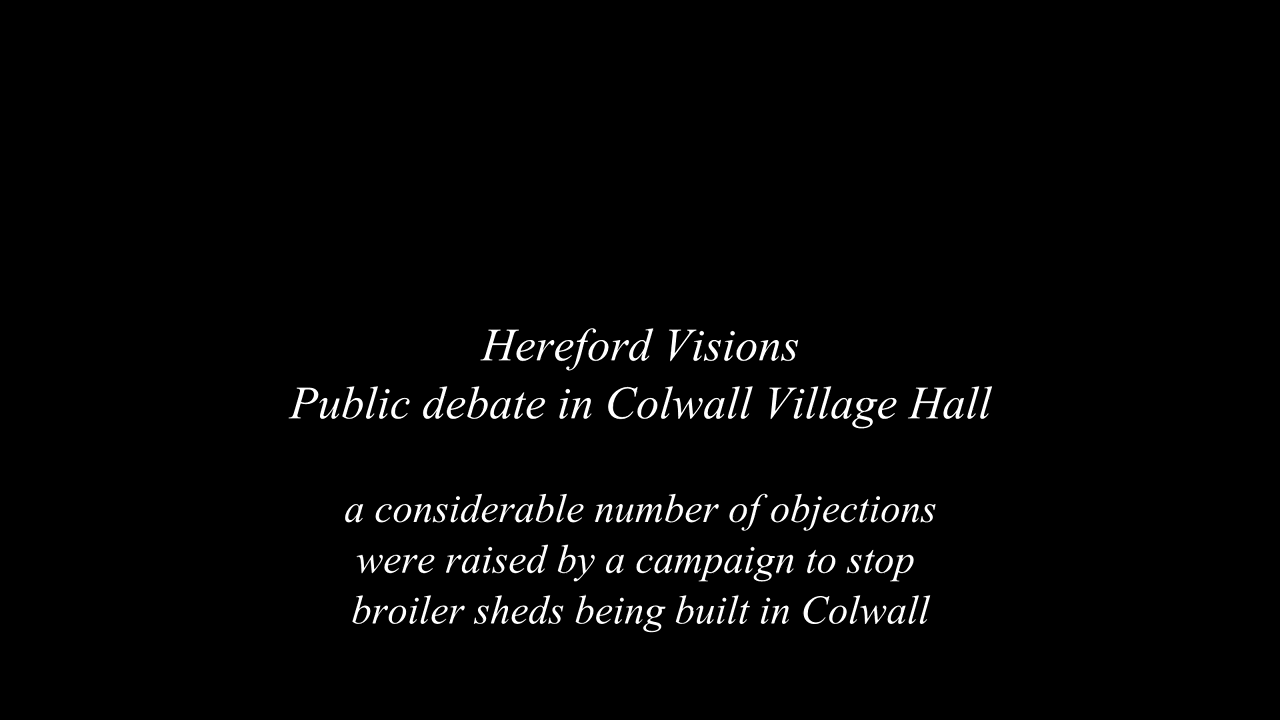 Hereford Visions
Public debate in Colwall Village Hall
a considerable number of objections
were raised by a campaign to stop
broiler sheds being built in Colwall